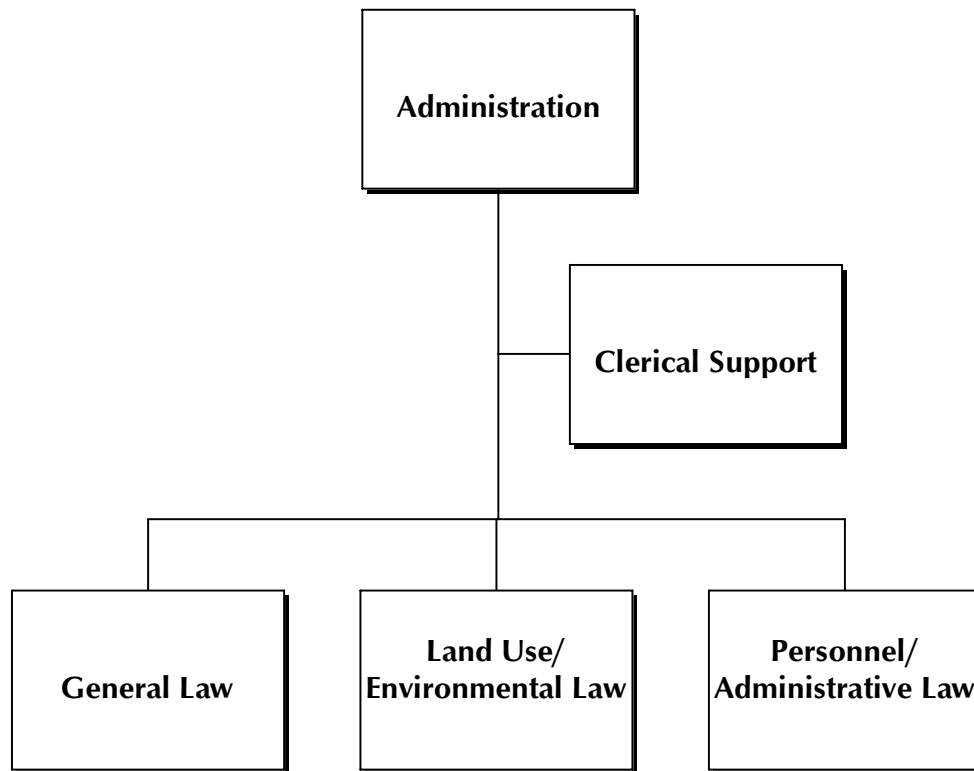 Administration
Clerical Support
General Law
Land Use/
Environmental Law
Personnel/
Administrative Law